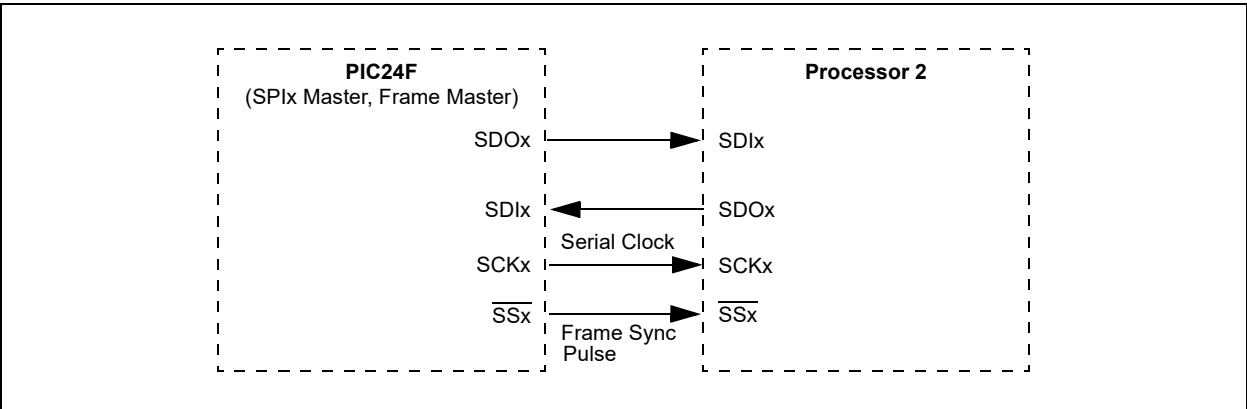 PIC24F
(SPIx Master, Frame Master)
Processor 2
SDOx
SDIx
SDIx
SDOx
Serial Clock
SCKx
SCKx
SSx
SSx
Frame Sync
Pulse